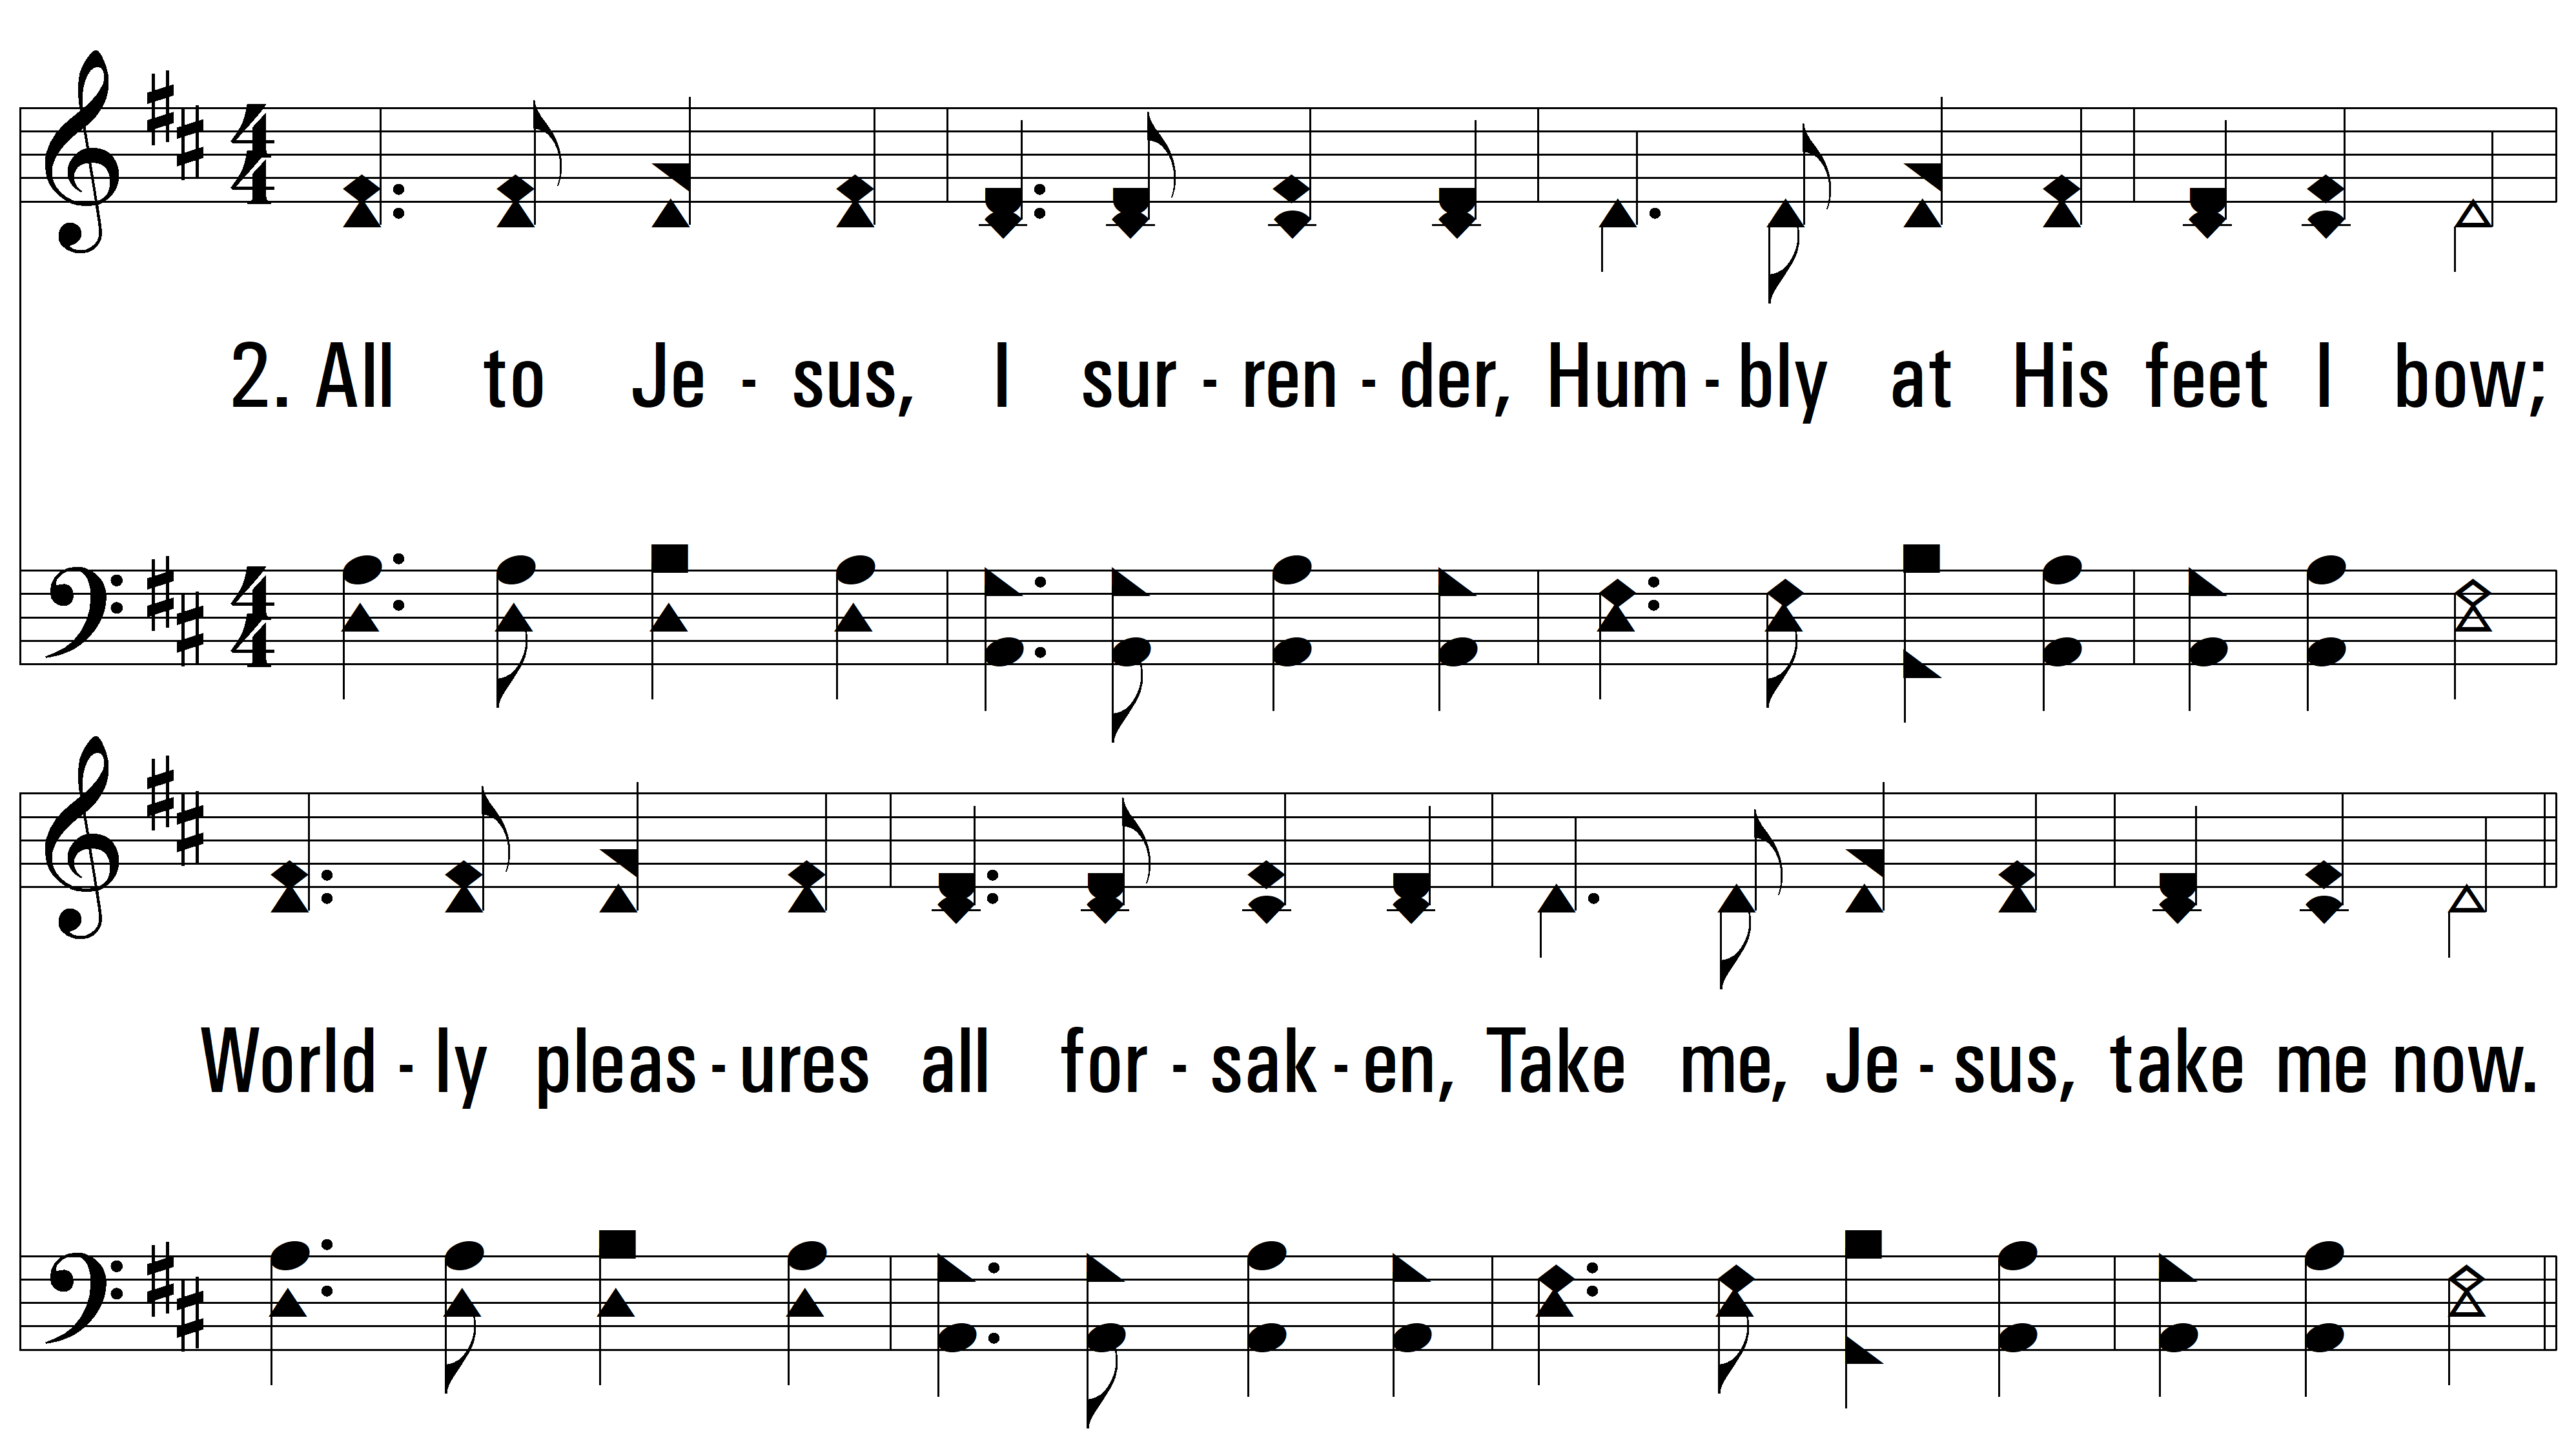 2. All to Je - sus, I sur - ren - der, Hum - bly at His feet I bow;
World - ly pleas - ures all for - sak - en, Take me, Je - sus, take me now.